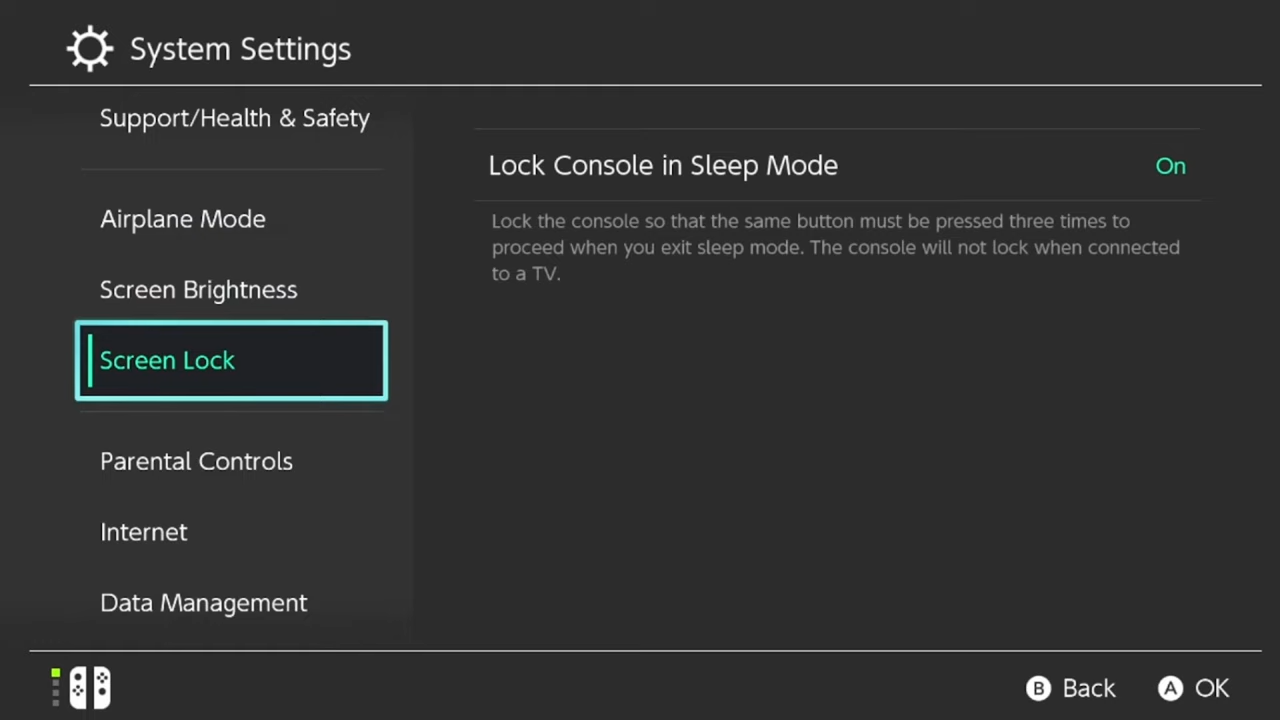 System Settings
Support/Health & Safety
Airplane Mode
Screen Brightness
Screen Lock
Parental Controls
Internet
Data Management
Lock Console in Sleep Mode On
Lock the console so that the same button must be pressed three times to
proceed when you exit sleep mode. The console will not lock when connected
to a TV.
B Back A OK